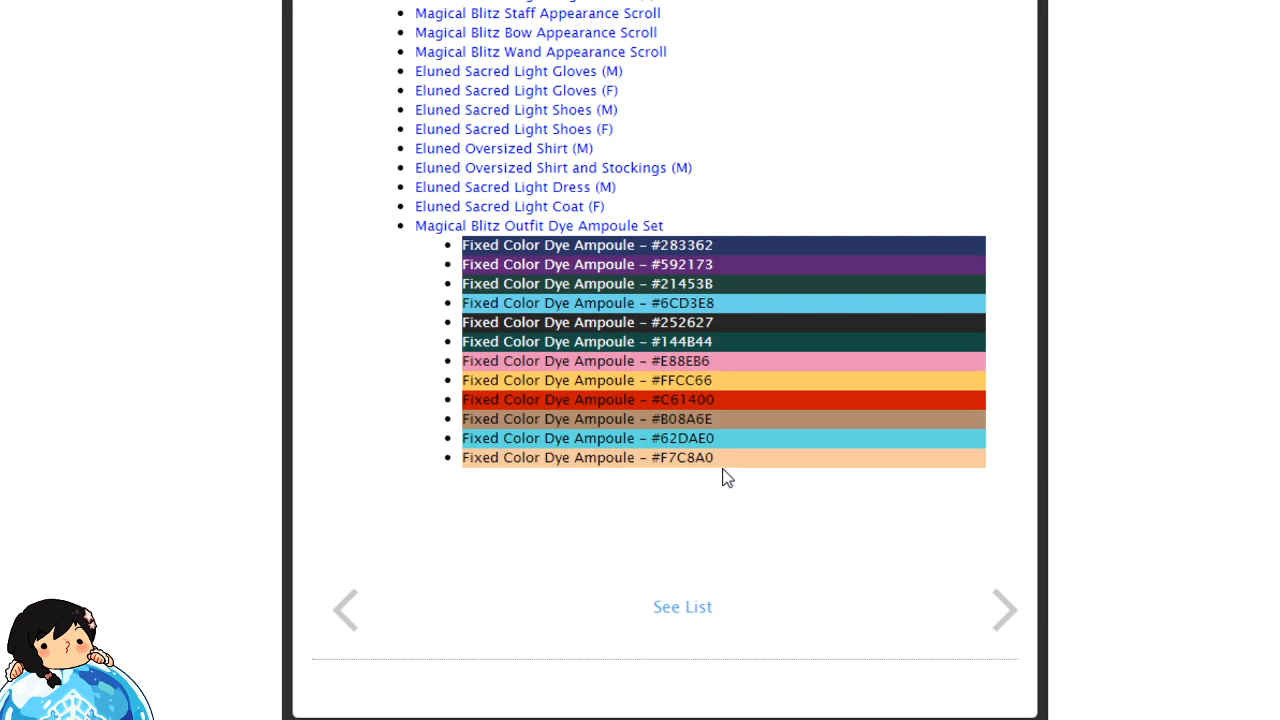 Magical Blitz Staff Appearance Scroll
Magical Blitz Bow Appearance Scroll
Magical Blitz Wand Appearance Scroll
Eluned Sacred Light Gloves (M)
Eluned Sacred Light Gloves (F)
Eluned Sacred Light Shoes (M)
Eluned Sacred Light Shoes (F)
Eluned Oversized Shirt (M)
Eluned Oversized Shirt and Stockings (M)
Eluned Sacred Light Dress (M)
Eluned Sacred Light Coat (F)
Magical Blitz Outfit Dye Ampoule Set
Fixed Color Dye Ampoule – #283362
Fixed Color Dye Ampoule – #592173
Fixed Color Dye Ampoule – #21453B
Fixed Color Dye Ampoule – #6CD3E8
Fixed Color Dye Ampoule – #252627
Fixed Color Dye Ampoule – #144B44
Fixed Color Dye Ampoule – #E88EB6
Fixed Color Dye Ampoule – #FFCC66
Fixed Color Dye Ampoule – #C61400
Fixed Color Dye Ampoule – #B08A6E
Fixed Color Dye Ampoule – #62DAE0
Fixed Color Dye Ampoule – #F7C8A0
See List